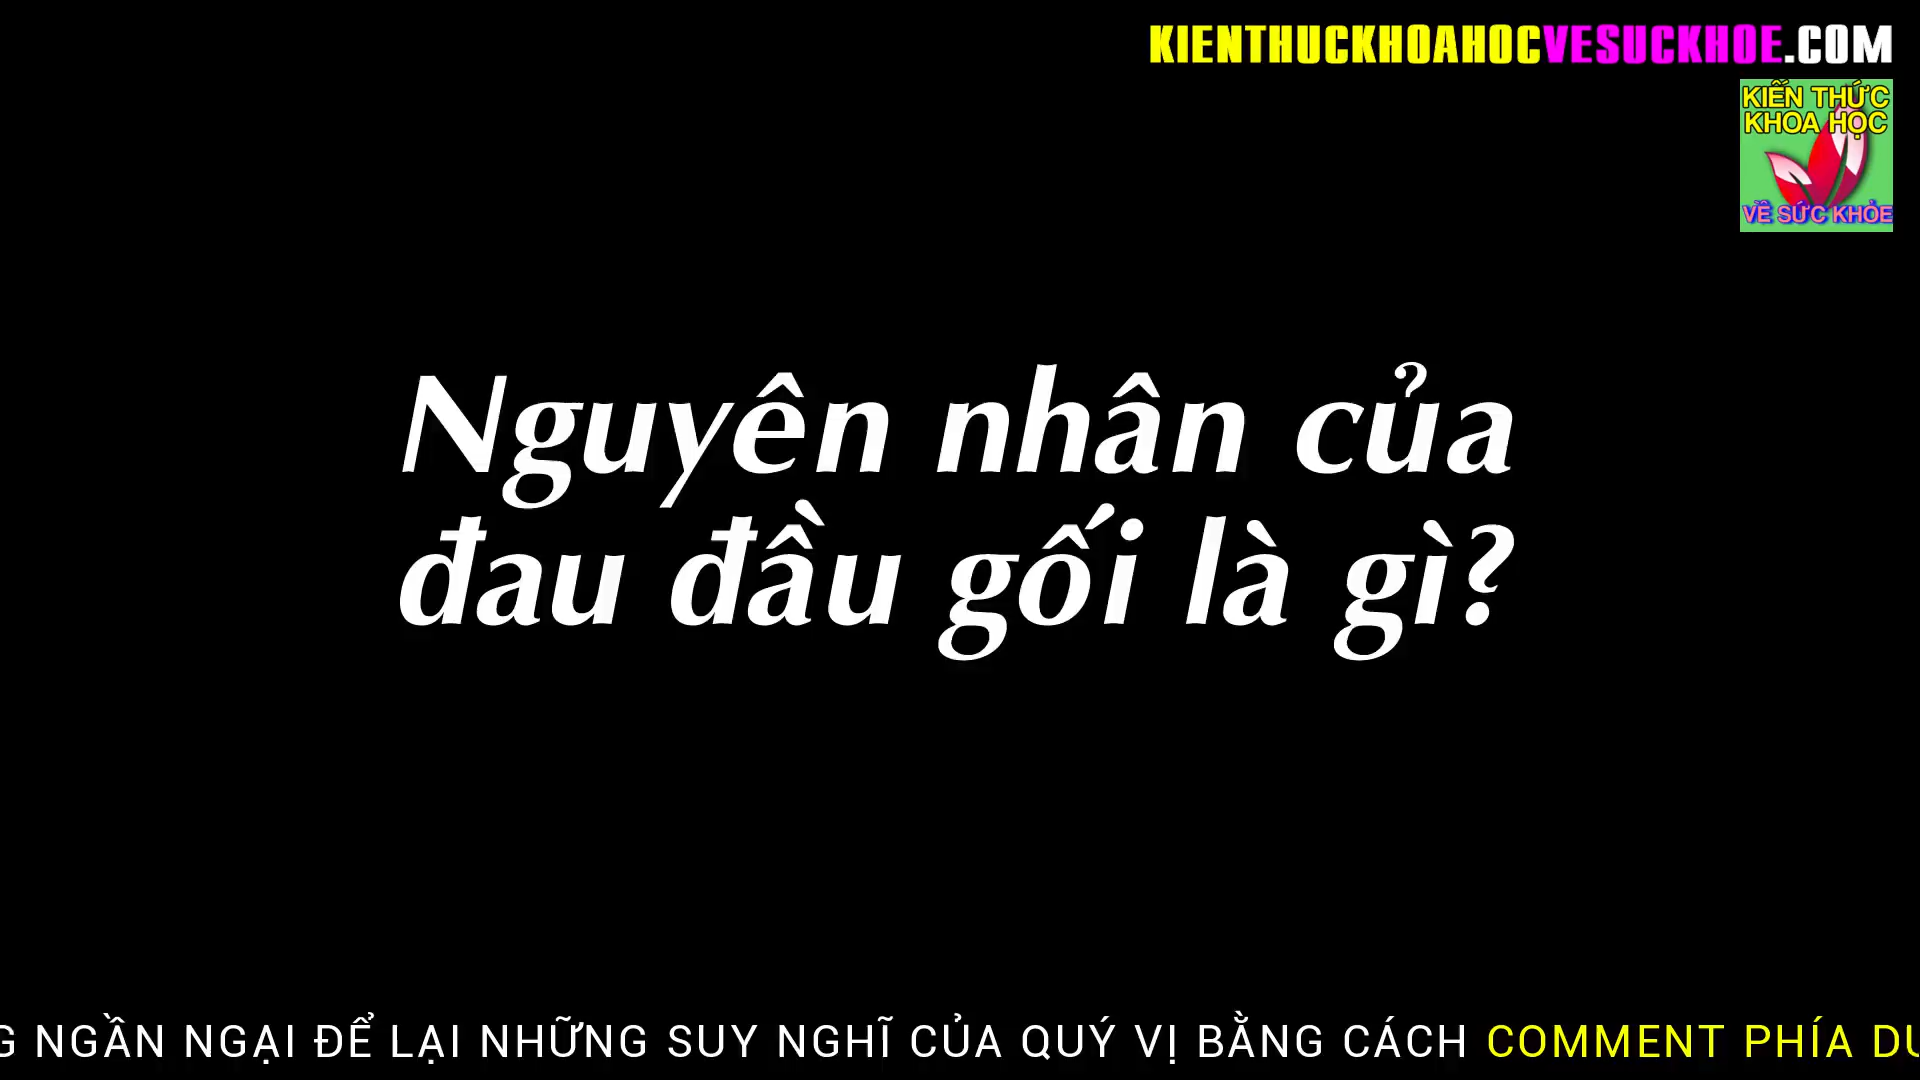 KIENTHUCKHOAHOCVESUCKHOE.COM
KIẾN THỨC
KHOA HỌC
VỀ SỨC KHỎE
Nguyên nhân của
đau đầu gối là gì?
G NGẦN NGẠI ĐỂ LẠI NHỮNG SUY NGHĨ CỦA QUÝ VỊ BẰNG CÁCH COMMENT PHÍA DƯ